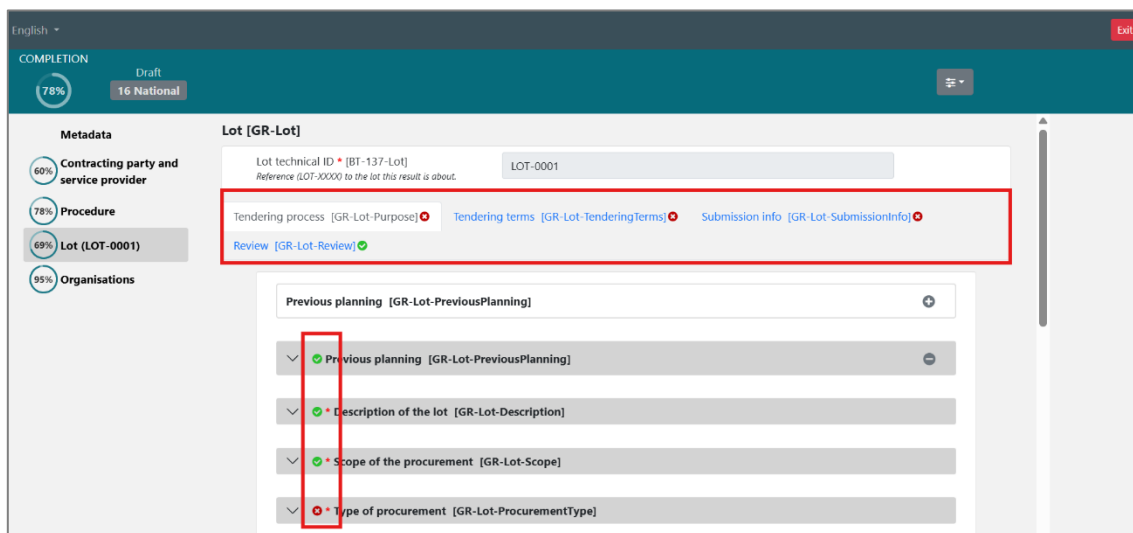 English
Exit
COMPLETION
78%
Draft
16 National
Metadata
60% Contracting party and
service provider
78% Procedure
69% Lot (LOT-0001)
95% Organisations
Lot [GR-Lot]
Lot technical ID * [BT-137-Lot]
Reference (LOT-XXXX) to the lot this result is about.
LOT-0001
Tendering process [GR-Lot-Purpose]
Tendering terms [GR-Lot-TenderingTerms]
Submission info [GR-Lot-SubmissionInfo]
Review [GR-Lot-Review]
Previous planning [GR-Lot-PreviousPlanning]
Previous planning [GR-Lot-PreviousPlanning]
* Description of the lot [GR-Lot-Description]
* Scope of the procurement [GR-Lot-Scope]
* Type of procurement [GR-Lot-ProcurementType]